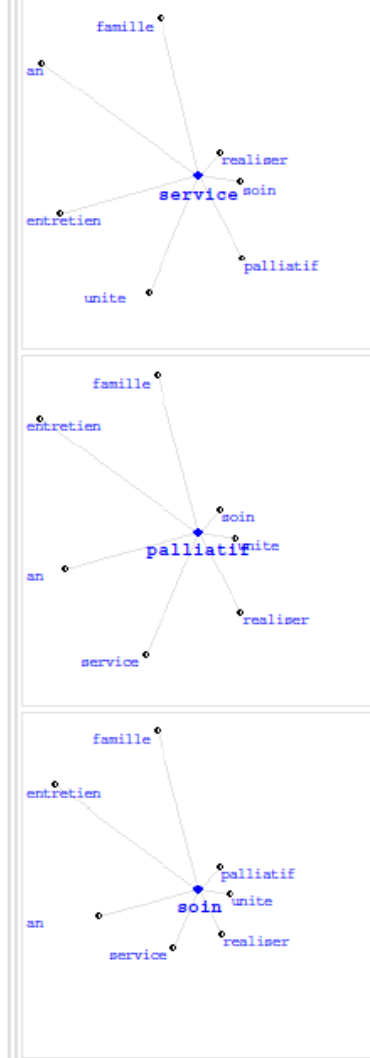 famille
an
realiser
soin
service
entretien
palliatif
unite
famille
entretien
soin
unite
palliatif
an
realiser
service
famille
entretien
palliatif
unite
soin
an
realiser
service